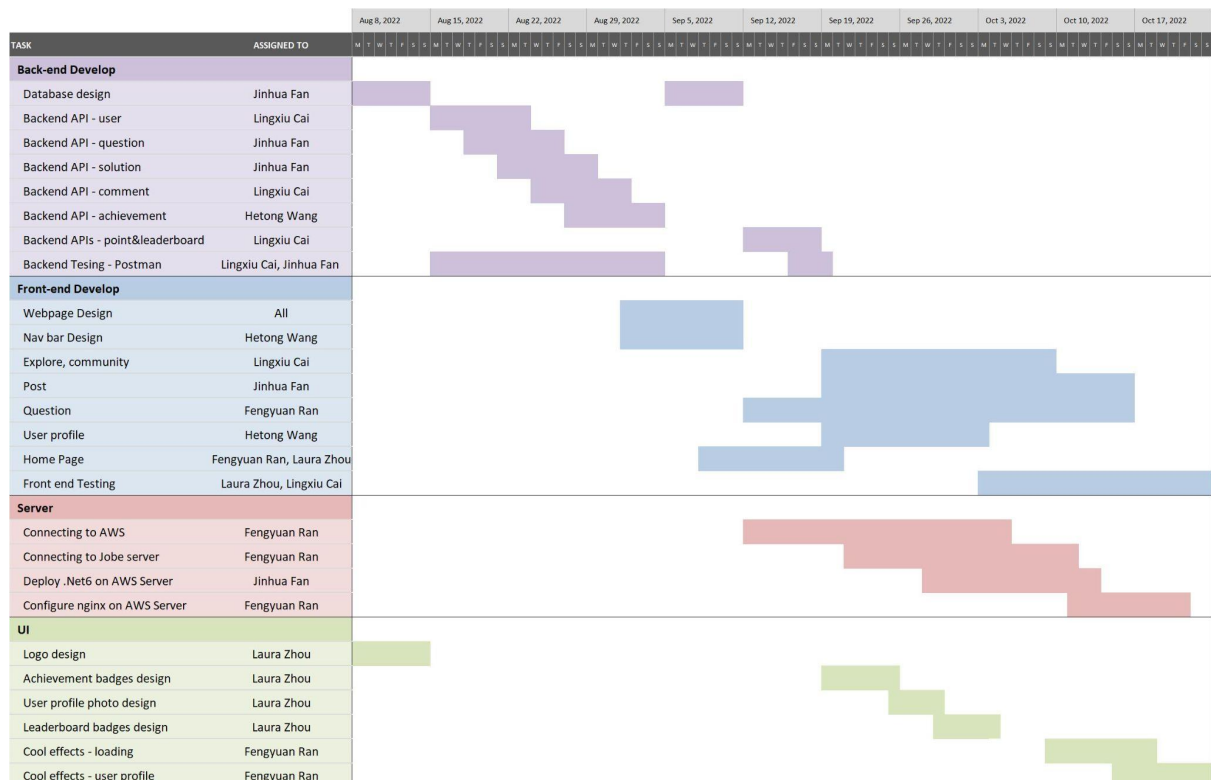 Aug 8, 2022 Aug 15, 2022 Aug 22, 2022 Aug 29, 2022 Sep 5, 2022 Sep 12, 2022 Sep 19, 2022 Sep 26, 2022 Oct 3, 2022 Oct 10, 2022 Oct 17, 2022
TASK ASSIGNED TO M T W T F S S M T W T F S S M T W T F S S M T W T F S S M T W T F S S M T W T F S S M T W T F S S M T W T F S S M T W T F S S M T W T F S S M T W T F S S
Back-end Develop
Database design Jinhua Fan
Backend API - user Lingxiu Cai
Backend API - question Jinhua Fan
Backend API - solution Jinhua Fan
Backend API - comment Lingxiu Cai
Backend API - achievement Hetong Wang
Backend APIs - point&leaderboard Lingxiu Cai
Backend Tesing - Postman Lingxiu Cai, Jinhua Fan
Front-end Develop
Webpage Design All
Nav bar Design Hetong Wang
Explore, community Lingxiu Cai
Post Jinhua Fan
Question Fengyuan Ran
User profile Hetong Wang
Home Page Fengyuan Ran, Laura Zhou
Front end Testing Laura Zhou, Lingxiu Cai
Server
Connecting to AWS Fengyuan Ran
Connecting to Jobe server Fengyuan Ran
Deploy .Net6 on AWS Server Jinhua Fan
Configure nginx on AWS Server Fengyuan Ran
UI
Logo design Laura Zhou
Achievement badges design Laura Zhou
User profile photo design Laura Zhou
Leaderboard badges design Laura Zhou
Cool effects - loading Fengyuan Ran
Cool effects - user profile Fengyuan Ran